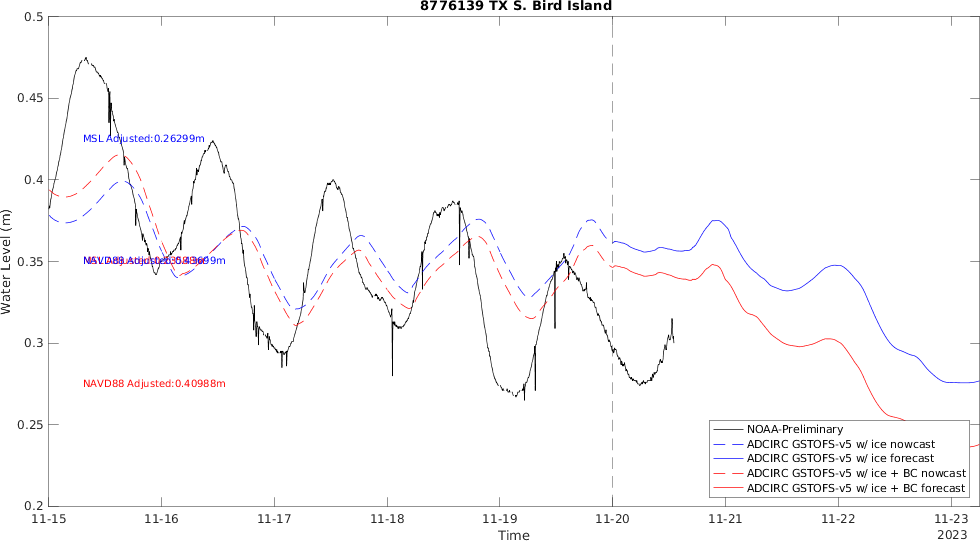 8776139 TX S. Bird Island
0.5
0.45
0.4
0.35
0.3
0.25
0.2
Water Level (m)
MSL Adjusted:0.26299m
NAVD88 Adjusted:0.40988m
NOAA-Preliminary
ADCIRC GSTOFS-v5 w/ ice nowcast
ADCIRC GSTOFS-v5 w/ ice forecast
ADCIRC GSTOFS-v5 w/ ice + BC nowcast
ADCIRC GSTOFS-v5 w/ ice + BC forecast
11-15 11-16 11-17 11-18 11-19 11-20 11-21 11-22 11-23
2023
Time